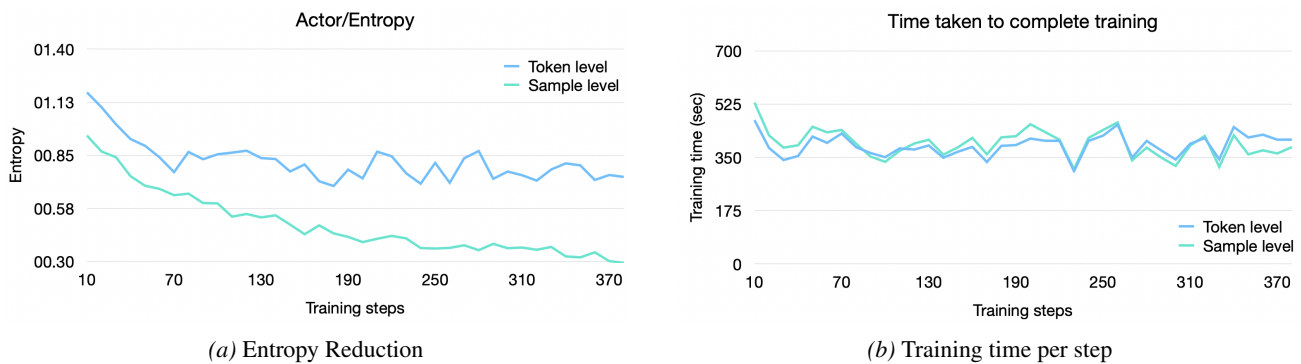 Actor/Entropy
01.40
01.13
00.85
00.58
00.30
Entropy
Token level
Sample level
10 70 130 190 250 310 370
Training steps
(a) Entropy Reduction
Time taken to complete training
700
525
350
175
0
Training time (sec)
Token level
Sample level
10 70 130 190 250 310 370
Training steps
(b) Training time per step